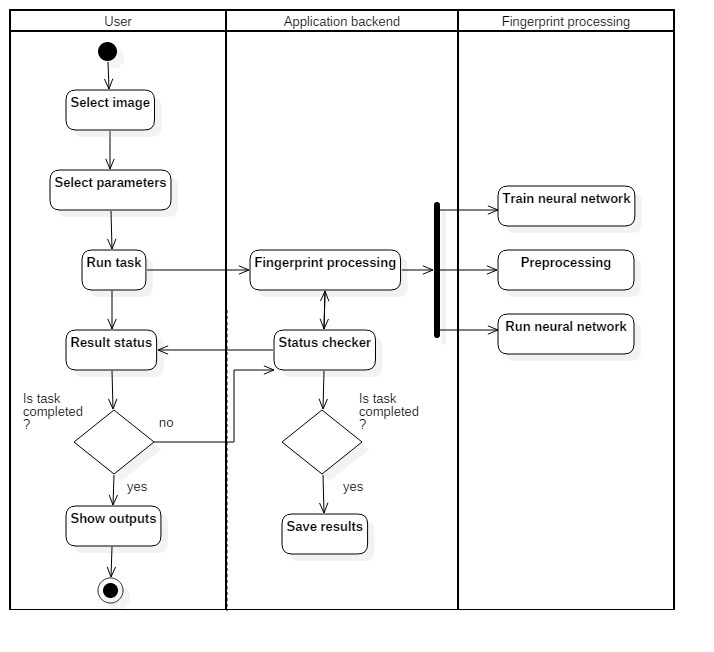 User
Application backend
Fingerprint processing
Select image
Select parameters
Train neural network
Run task
Fingerprint processing
Preprocessing
Run neural network
Result status
Status checker
Is task
completed
?
no
Is task
completed
?
yes
yes
Show outputs
Save results